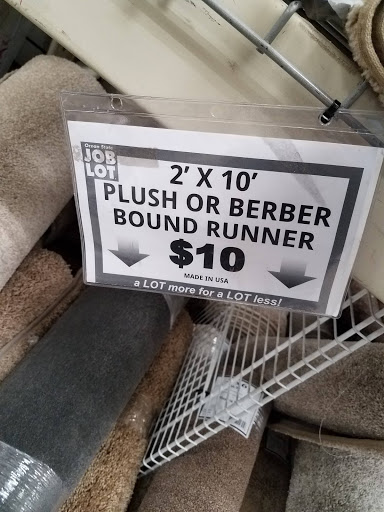 Ocean State
JOB
LOT
2' X 10'
PLUSH OR BERBER
BOUND RUNNER
$10
MADE IN USA
a LOT more for a LOT less!